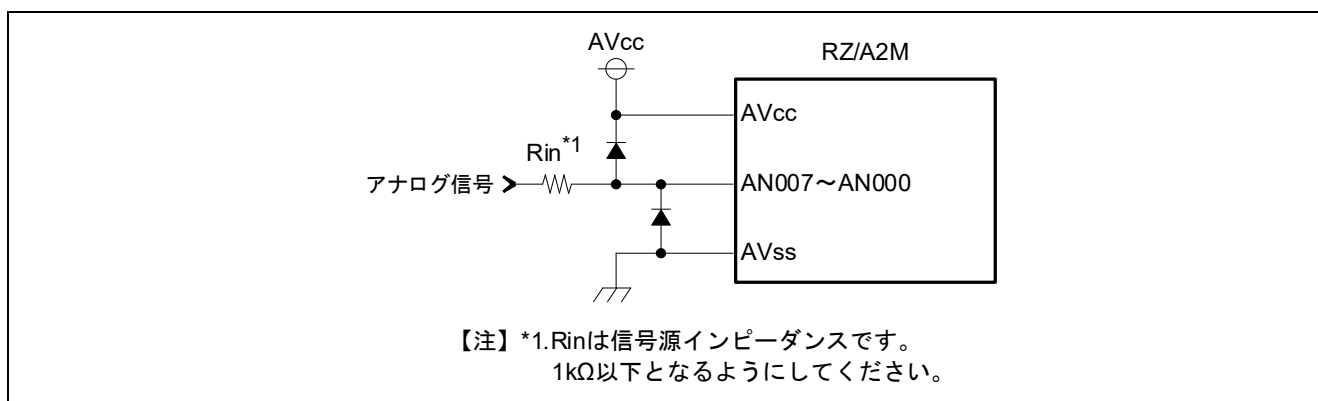 AVcc
RZ/A2M
AVcc
Rin*1
アナログ信号
AN007～AN000
AVss
【注】*1.Rinは信号源インピーダンスです。
1kΩ以下となるようにしてください。